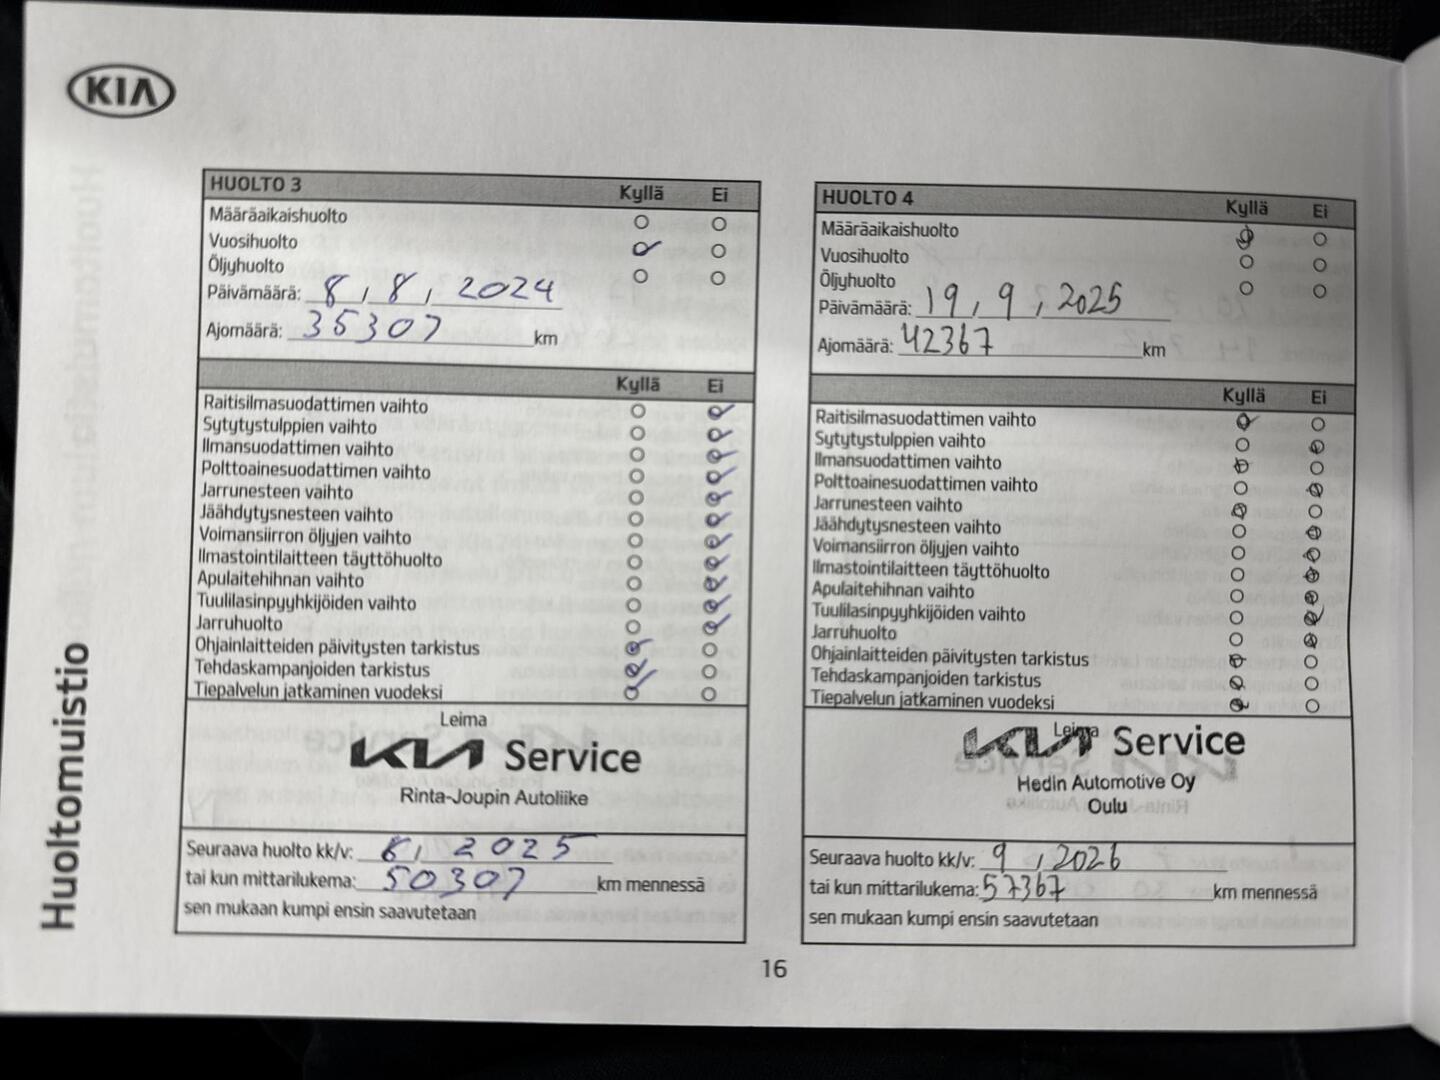 KIA
Huoltomuistio
HUOLTO 3
Kyllä Ei
Määräaikaishuolto
Vuosihuolto
Öljyhuolto
Päivämäärä: 8, 8, 2024
Ajomäärä: 35307 km
Kyllä Ei
Raitisilmasuodattimen vaihto
Sytytystulppien vaihto
Ilmansuodattimen vaihto
Polttoainesuodattimen vaihto
Jarrunesteen vaihto
Jäähdytysnesteen vaihto
Voimansiirron öljyjen vaihto
Ilmastointilaitteen täyttöhuolto
Apulaitehihnan vaihto
Tuulilasinpyyhkijöiden vaihto
Jarruhuolto
Ohjainlaitteiden päivitysten tarkistus
Tehdaskampanjoiden tarkistus
Tiepalvelun jatkaminen vuodeksi
Leima
KIA Service
Rinta-Joupin Autoliike
Seuraava huolto kk/v: 8, 2025
tai kun mittarilukema: 50307 km mennessä
sen mukaan kumpi ensin saavutetaan
HUOLTO 4
Kyllä Ei
Määräaikaishuolto
Vuosihuolto
Öljyhuolto
Päivämäärä: 19, 9, 2025
Ajomäärä: 42367 km
Kyllä Ei
Raitisilmasuodattimen vaihto
Sytytystulppien vaihto
Ilmansuodattimen vaihto
Polttoainesuodattimen vaihto
Jarrunesteen vaihto
Jäähdytysnesteen vaihto
Voimansiirron öljyjen vaihto
Ilmastointilaitteen täyttöhuolto
Apulaitehihnan vaihto
Tuulilasinpyyhkijöiden vaihto
Jarruhuolto
Ohjainlaitteiden päivitysten tarkistus
Tehdaskampanjoiden tarkistus
Tiepalvelun jatkaminen vuodeksi
Leima
KIA Service
Hedin Automotive Oy
Oulu
Seuraava huolto kk/v: 9, 2026
tai kun mittarilukema: 57367 km mennessä
sen mukaan kumpi ensin saavutetaan
16